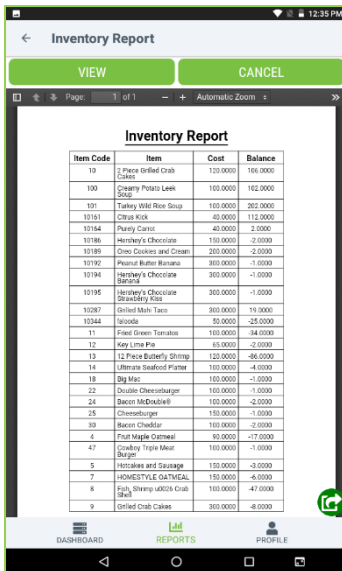 12:35 PM
Inventory Report
VIEW CANCEL
Page: 1 of 1 − + Automatic Zoom
Inventory Report
Item Code Item Cost Balance
10 2 Piece Grilled Crab 120.0000 106.0000
Cakes
100 Creamy Potato Leek 100.0000 102.0000
Soup
101 Turkey Wild Rice Soup 100.0000 202.0000
10161 Citrus Kick 40.0000 112.0000
10164 Purely Carrot 40.0000 2.0000
10186 Hershey's Chocolate 150.0000 -2.0000
10189 Oreo Cookies and Cream 200.0000 -2.0000
10192 Peanut Butter Banana 300.0000 -1.0000
10194 Hershey's Chocolate 300.0000 -1.0000
Banana
10195 Hershey's Chocolate 300.0000 -1.0000
Strawberry Kiss
10287 Grilled Mahi Taco 300.0000 19.0000
10344 falooda 50.0000 -25.0000
11 Fried Green Tomatos 100.0000 -34.0000
12 Key Lime Pie 65.0000 -2.0000
13 12 Piece Butterfly Shrimp 120.0000 -86.0000
14 Ultimate Seafood Platter 100.0000 -4.0000
18 Big Mac 100.0000 -1.0000
22 Double Cheeseburger 100.0000 -1.0000
24 Bacon McDouble® 100.0000 -2.0000
25 Cheeseburger 150.0000 -1.0000
30 Bacon Cheddar 100.0000 -2.0000
4 Fruit Maple Oatmeal 90.0000 -17.0000
47 Cowboy Triple Meat 100.0000 -1.0000
Burger
5 Hotcakes and Sausage 150.0000 -3.0000
7 HOMESTYLE OATMEAL 150.0000 -6.0000
8 Fish, Shrimp u0026 Crab 100.0000 -47.0000
Shell
9 Grilled Crab Cakes 300.0000 -8.0000
DASHBOARD REPORTS PROFILE